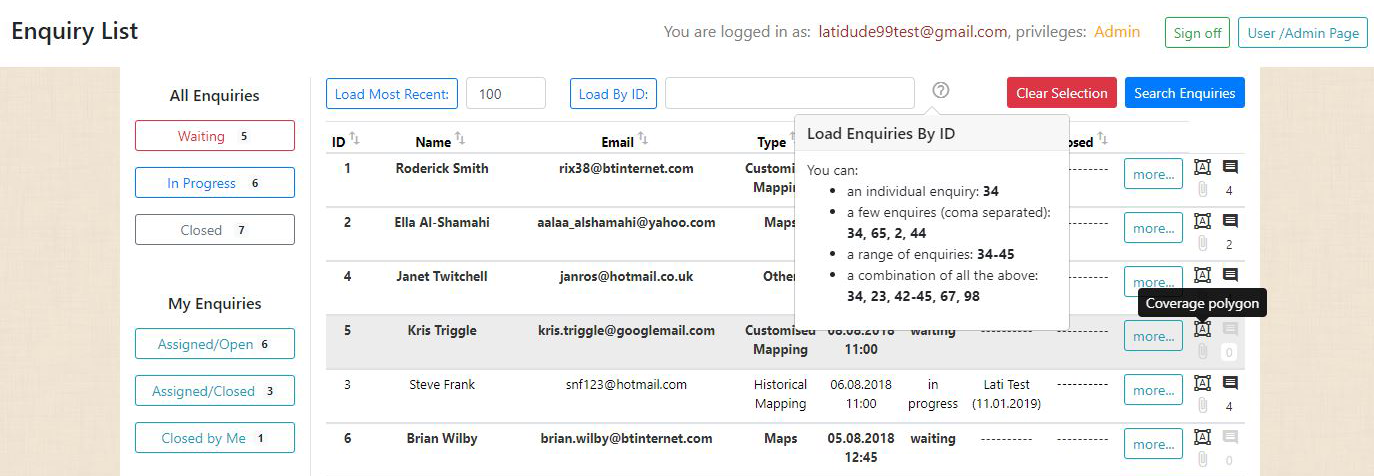 Enquiry List
You are logged in as: latidude99test@gmail.com, privileges: Admin
Sign off
User /Admin Page
All Enquiries
Waiting 5
In Progress 6
Closed 7
My Enquiries
Assigned/Open 6
Assigned/Closed 3
Closed by Me 1
Load Most Recent: 100
Load By ID:
Clear Selection
Search Enquiries
Load Enquiries By ID
You can:
• an individual enquiry: 34
• a few enquires (coma separated):
34, 65, 2, 44
• a range of enquiries: 34-45
• a combination of all the above:
34, 23, 42-45, 67, 98
Coverage polygon
ID Name Email Type osed
1 Roderick Smith rix38@btinternet.com Customis ---------- more... 4
Mappin
2 Ella Al-Shamahi aalaa_alshamahi@yahoo.com Maps ---------- more... 2
4 Janet Twitchell janros@hotmail.co.uk Other ---------- more...
5 Kris Triggle kris.triggle@googlemail.com Customised 08.08.2018 waiting ---------- ---------- more... 0
Mapping 11:00
3 Steve Frank snf123@hotmail.com Historical 06.08.2018 in Lati Test ---------- more... 4
Mapping 11:00 progress (11.01.2019)
6 Brian Wilby brian.wilby@btinternet.com Maps 05.08.2018 waiting ---------- ---------- more... 0
12:45